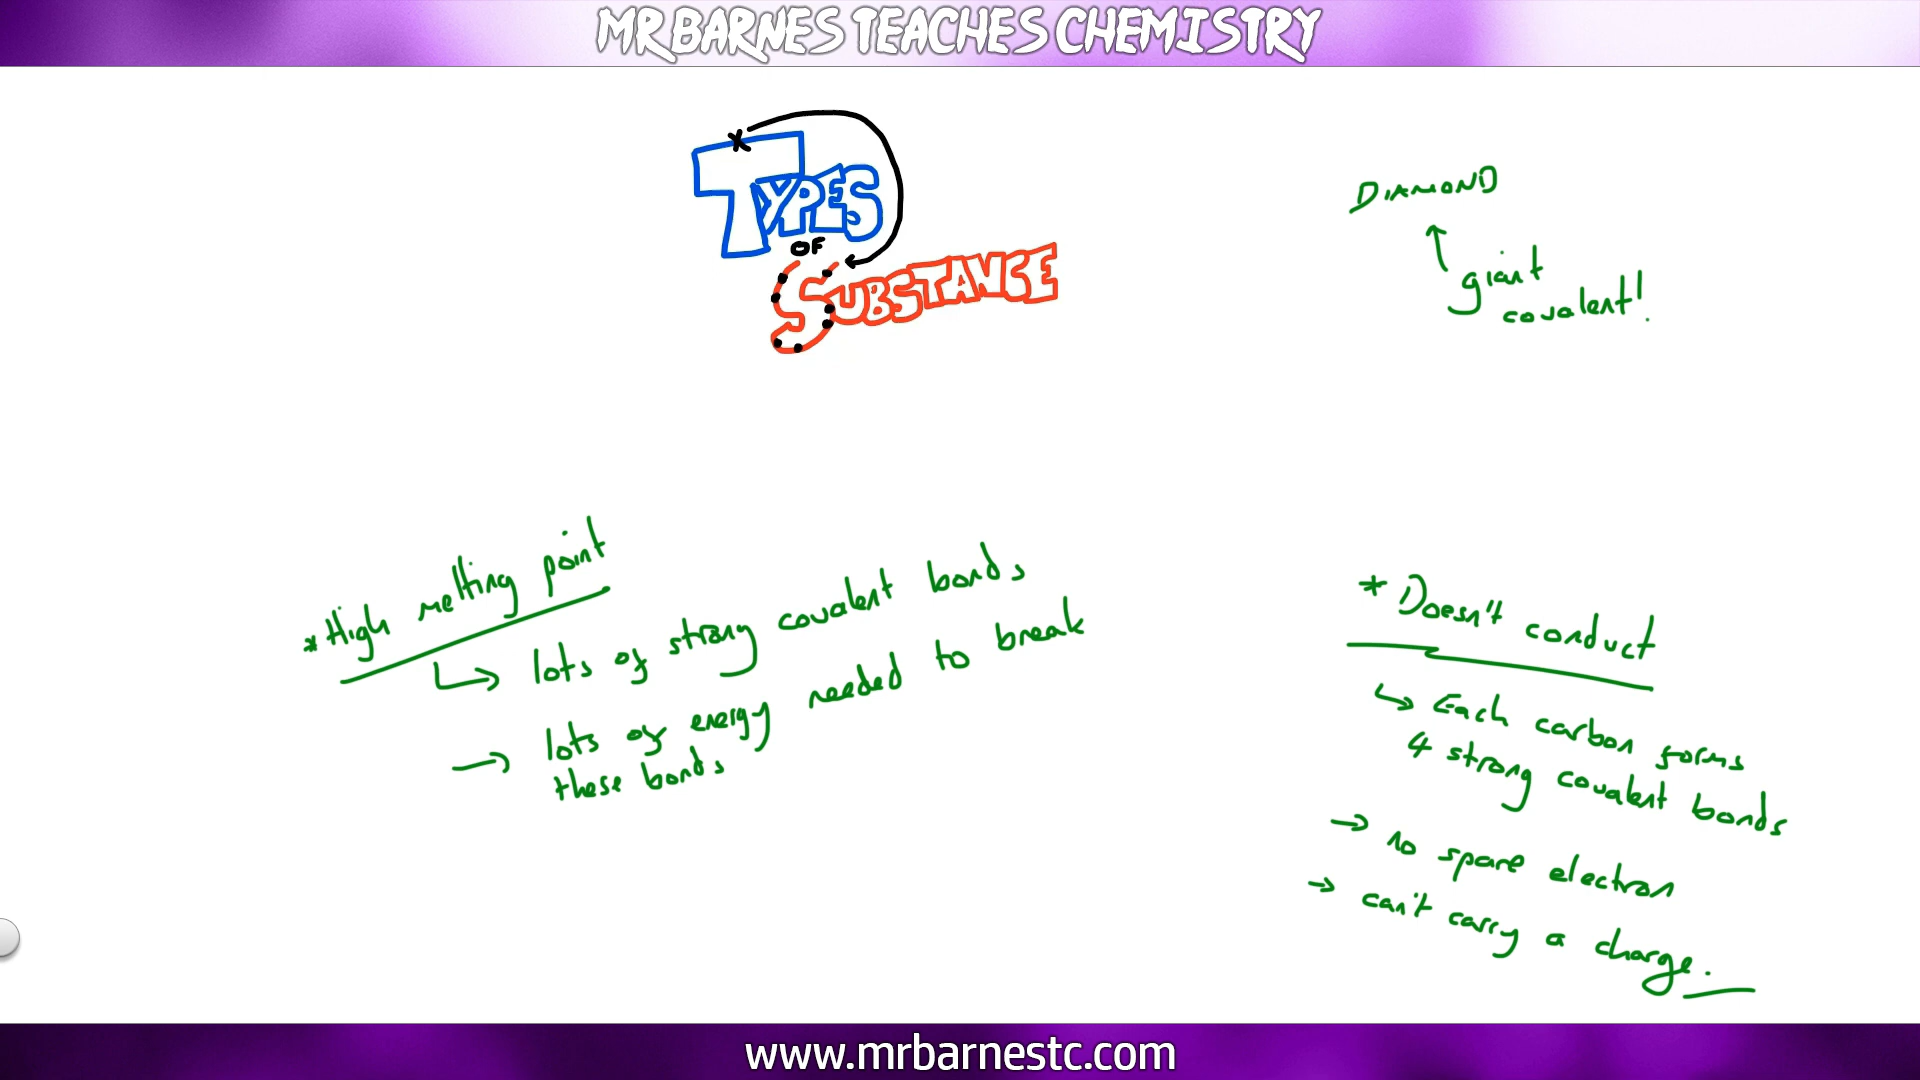 MR BARNES TEACHES CHEMISTRY
TYPES
OF
SUBSTANCE
DIAMOND
giant
covalent!
* High melting point
lots of strong covalent bonds
lots of energy needed to break
these bonds
* Doesn't conduct
Each carbon forms
4 strong covalent bonds
no spare electron
can't carry a charge.
www.mrbarnestc.com